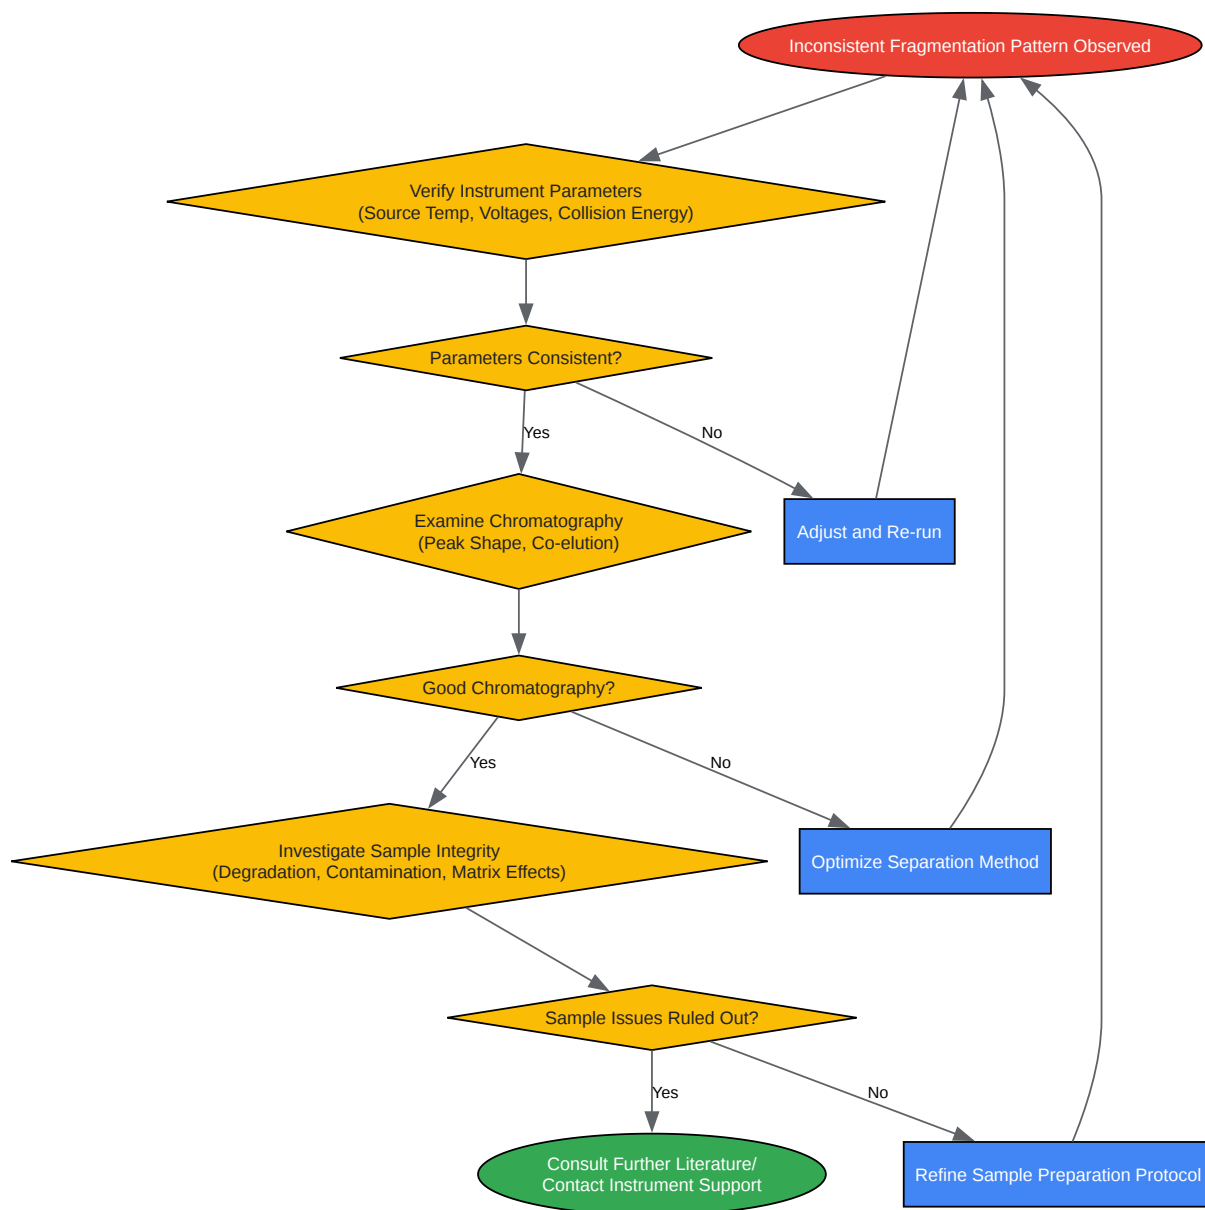 Inconsistent Fragmentation Pattern Observed
Verify Instrument Parameters
(Source Temp, Voltages, Collision Energy)
Parameters Consistent?
Yes
No
Examine Chromatography
(Peak Shape, Co-elution)
Adjust and Re-run
Good Chromatography?
Yes
No
Investigate Sample Integrity
(Degradation, Contamination, Matrix Effects)
Optimize Separation Method
Sample Issues Ruled Out?
Yes
No
Consult Further Literature/
Contact Instrument Support
Refine Sample Preparation Protocol